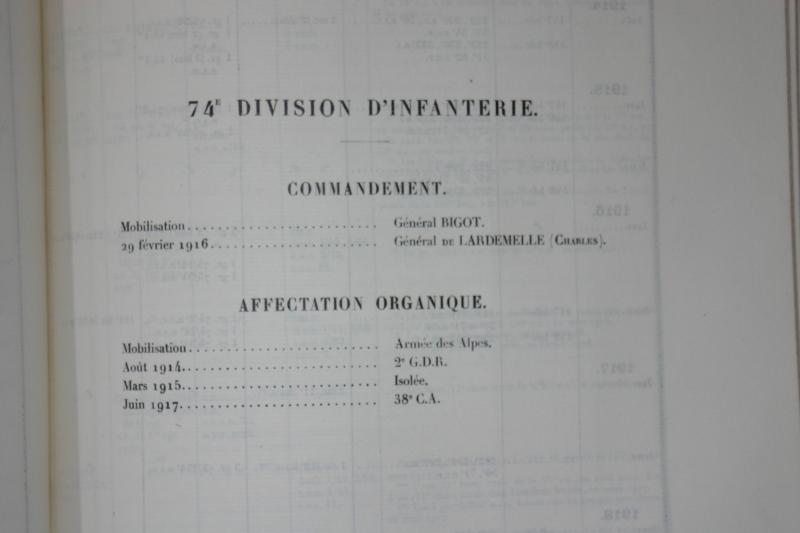 74E DIVISION D'INFANTERIE.
COMMANDEMENT.
Mobilisation......................... Général BIGOT.
29 février 1916...................... Général DE LARDEMELLE (CHARLES).
AFFECTATION ORGANIQUE.
Mobilisation......................... Armée des Alpes.
Août 1914.......................... 2e G.D.R.
Mars 1915.......................... Isolée.
Juin 1917.......................... 38e C.A.